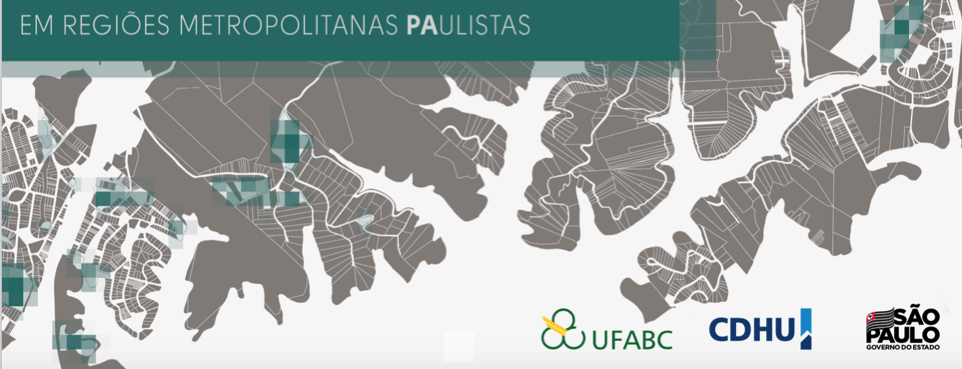 EM REGIÕES METROPOLITANAS PAULISTAS
UFABC
CDHU
SÃO
PAULO
GOVERNO DO ESTADO